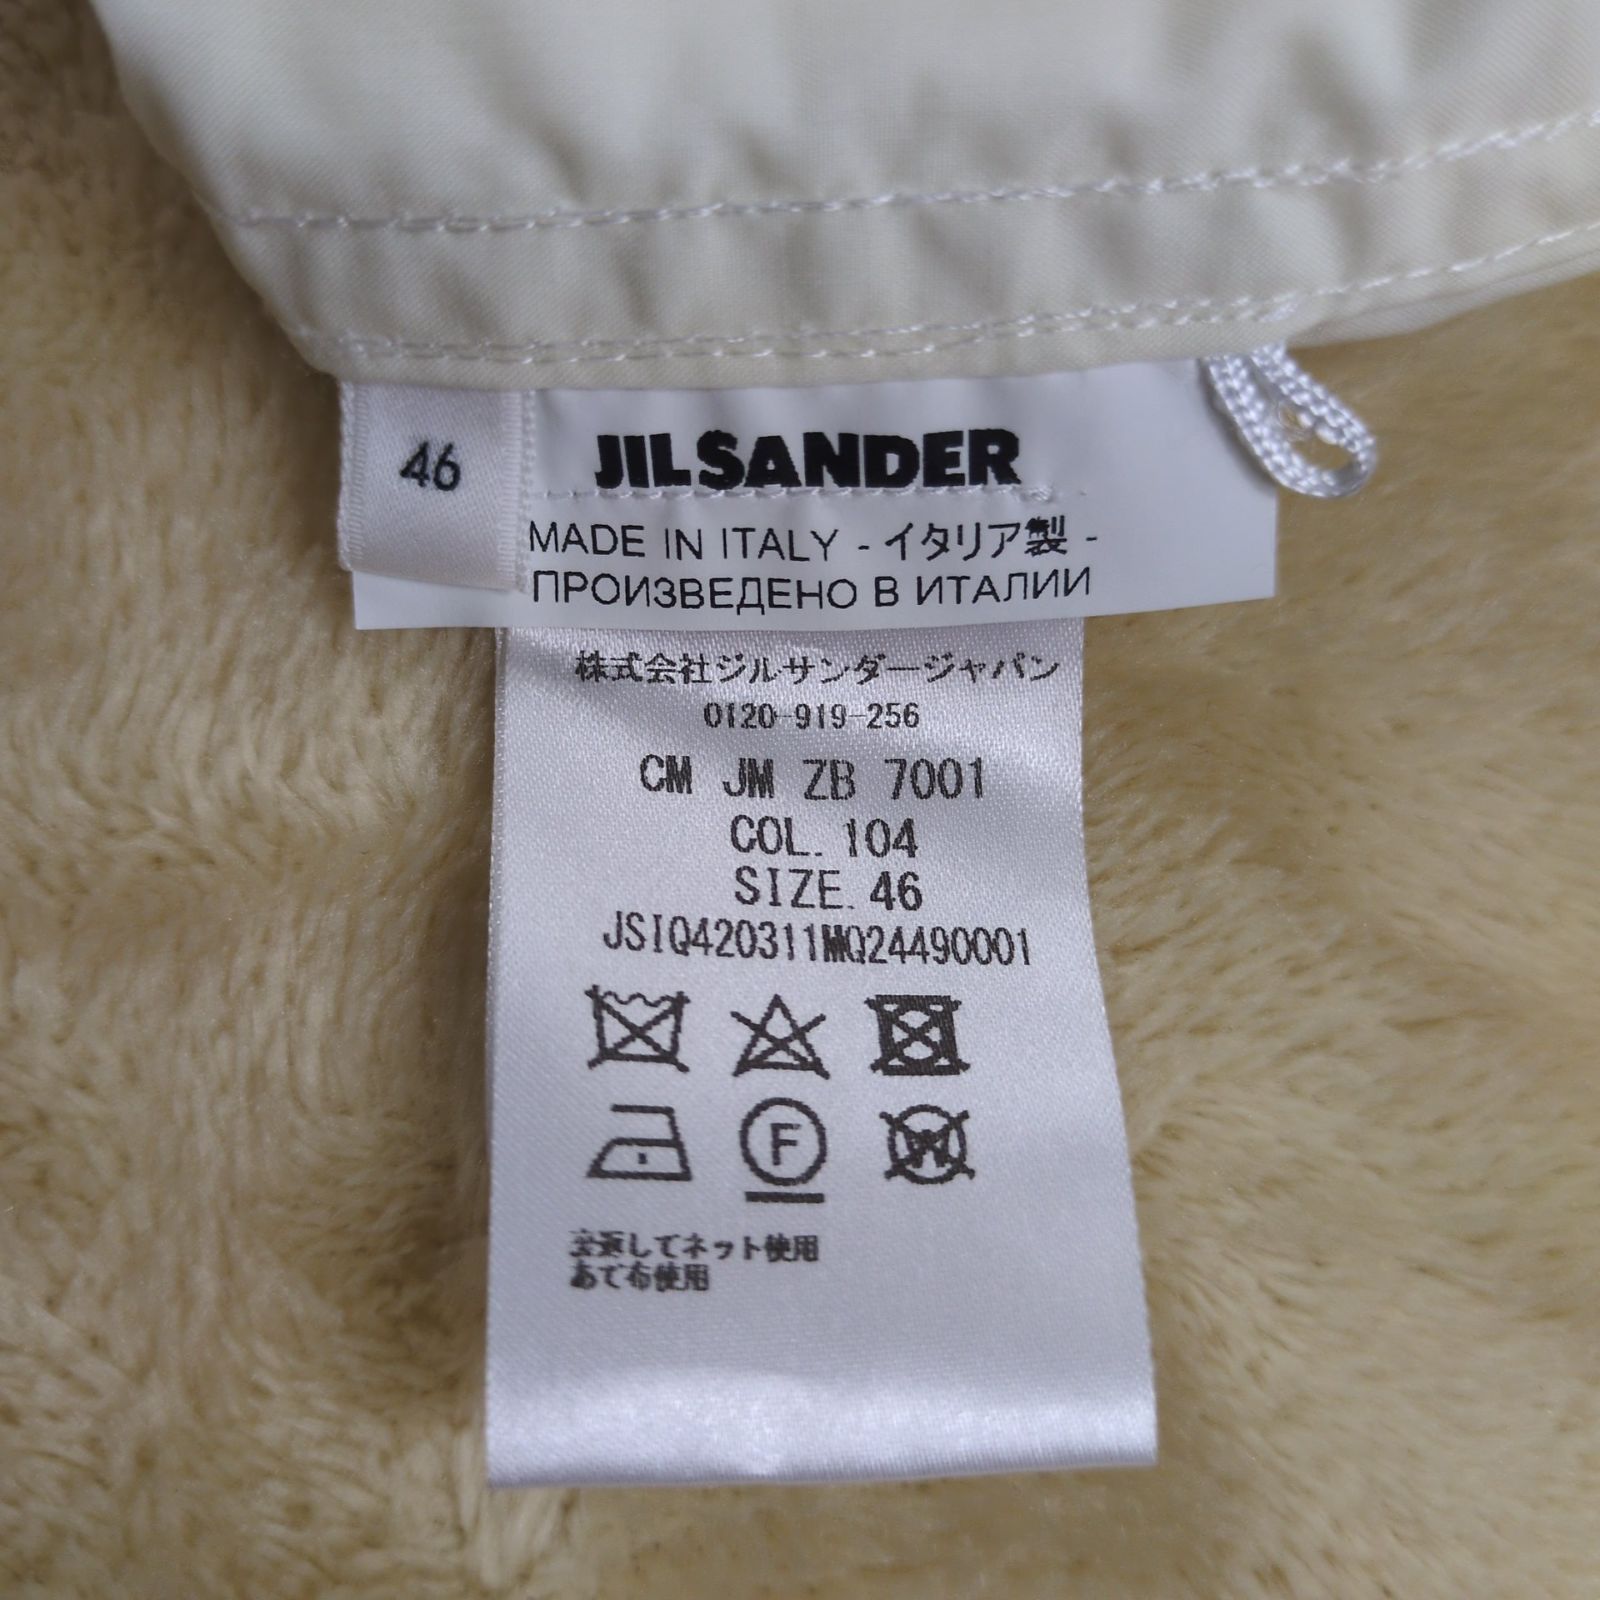 46
JIL SANDER
MADE IN ITALY - イタリア製 -
ПРОИЗВЕДЕНО В ИТАЛИИ
株式会社ジルサンダージャパン
0120-919-256
CM JM ZB 7001
COL. 104
SIZE. 46
JSIQ420311MQ24490001
F
W
裏返してネット使用
あて布使用